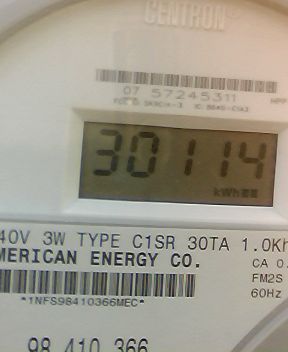 CENTRON®
07 57245311
30114
kWh
40V 3W TYPE C1SR 30TA 1.0Kh
MERICAN ENERGY CO.
CA 0.
FM2S
60Hz
*1NFS98410366MEC*
98 410 366